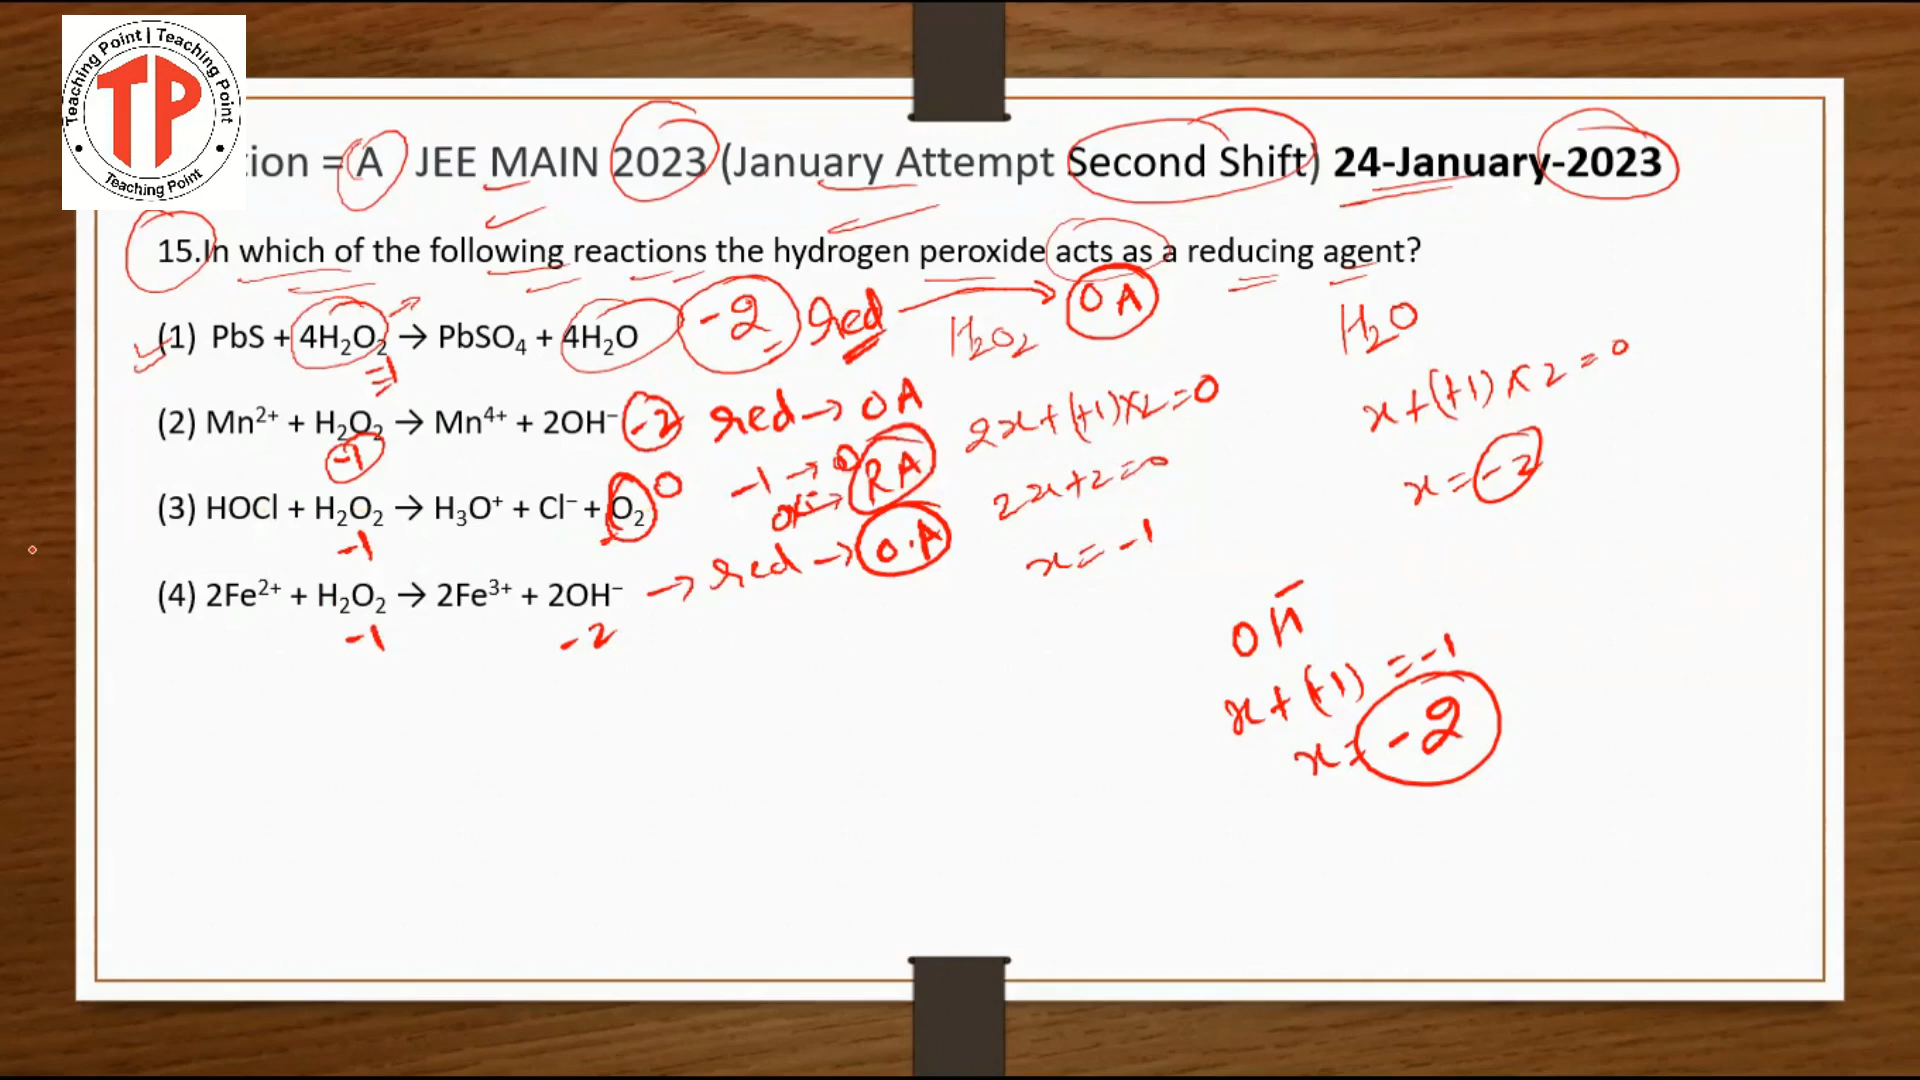 Teaching Point | Teaching Point
TP
Teaching Point
tion = A JEE MAIN 2023 (January Attempt Second Shift) 24-January-2023
15.In which of the following reactions the hydrogen peroxide acts as a reducing agent?
(1) PbS + 4H₂O₂ → PbSO₄ + 4H₂O -2 red → OA
-1
H₂O₂
H₂O
(2) Mn²⁺ + H₂O₂ → Mn⁴⁺ + 2OH⁻ -2 red → OA
-1
2x+(+1)×2=0
x+(+1)×2=0
(3) HOCl + H₂O₂ → H₃O⁺ + Cl⁻ + O₂ 0 -1 → 0 RA
-1
2x+2=0
x=-2
(4) 2Fe²⁺ + H₂O₂ → 2Fe³⁺ + 2OH⁻ → red → O.A
-1 -2
x=-1
OH⁻
x+(+1) =-1
x=-2